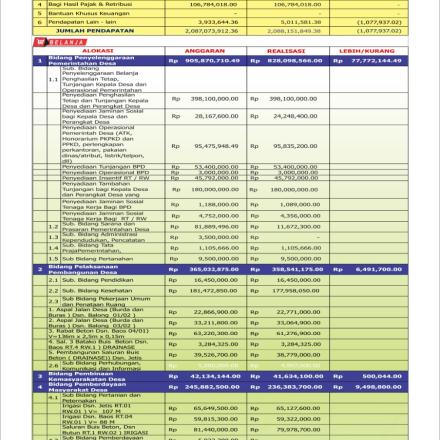 4 Bagi Hasil Pajak & Retribusi 106,784,018.00 106,784,018.00 -
5 Bantuan Khusus Keuangan - - -
6 Pendapatan Lain - lain 3,933,644.36 5,011,581.38 (1,077,937.02)
JUMLAH PENDAPATAN 2,087,073,912.36 2,088,151,849.38 (1,077,937.02)
BELANJA
ALOKASI ANGGARAN REALISASI LEBIH/KURANG
1 Bidang Penyelenggaraan Pemerintahan Desa Rp 905,870,710.49 Rp 828,098,566.00 Rp 77,772,144.49
1.1 Sub. Bidang
Penyelenggaraan Belanja
Penghasilan Tetap,
Tunjangan Kepala Desa dan
Operasional Pemerintahan
Penyediaan Penghasilan
Tetap dan Tunjangan Kepala
Desa dan Perangkat Desa Rp 398,100,000.00 Rp 398,100,000.00
Penyediaan Jaminan Sosial
bagi Kepala Desa dan
Perangkat Desa Rp 28,167,600.00 Rp 24,248,400.00
Penyediaan Operasional
Pemerintah Desa (ATK,
Honorarium PKPKD dan
PPKD, perlengkapan
perkantoran, pakaian
dinas/atribut, listrik/telpon,
dll) Rp 95,475,948.49 Rp 95,835,200.00
Penyediaan Tunjangan BPD Rp 53,400,000.00 Rp 53,400,000.00
Penyediaan Operasional BPD Rp 3,000,000.00 Rp 3,000,000.00
Penyediaan Insentif RT / RW Rp 45,792,000.00 Rp 45,792,000.00
Penyediaan Tambahan
Tunjangan bagi Kepala Desa
dan Perangkat Desa yang Rp 180,000,000.00 Rp 180,000,000.00
Penyediaan Jaminan Sosial
Tenaga Kerja Bagi BPD Rp 1,188,000.00 Rp 1,089,000.00
Penyediaan Jaminan Sosial
Tenaga Kerja Bagi RT / RW Rp 4,752,000.00 Rp 4,356,000.00
1.2 Sub Bidang Sarana dan
Prasaran Pemerintahan Desa Rp 81,889,496.00 Rp 11,672,300.00
1.3 Sub Bidang Administrasi
Kependudukan, Pencatatan Rp 3,500,000.00 Rp -
1.4 Sub Bidang Tata
PrajaPemerintahan, Rp 1,105,666.00 Rp 1,105,666.00
1.5 Sub Bidang Pertanahan Rp 9,500,000.00 Rp 9,500,000.00
2 Bidang Pelaksanaan Pembangunan Desa Rp 365,032,875.00 Rp 358,541,175.00 Rp 6,491,700.00
2.1 Sub. Bidang Pendidikan Rp 16,450,000.00 Rp 16,450,000.00
2.2 Sub. Bidang Kesehatan Rp 181,472,850.00 Rp 177,958,050.00
2.3 Sub Bidang Pekerjaan Umum
dan Penataan Ruang
1. Aspal Jalan Desa (Burda dan
Buras ) Dsn. Balong 01/02 ) Rp 22,866,900.00 Rp 22,771,000.00
2. Aspal Jalan Desa (Burda dan
Buras ) Dsn. Balong 03/02 ) Rp 33,211,800.00 Rp 33,064,900.00
3. Rabat Beton Dsn. Baos 04/01)
V=136m x 2,5m x 0,15m Rp 63,220,300.00 Rp 61,276,900.00
4. Sal. 3 Batako Buis Beton Dsn.
Baos RT.4 RW.1 ) DRAINASE) Rp 3,284,325.00 Rp 3,284,325.00
5. Pembangunan Saluran Buis
Beton ( DRAINASE) Dsn. Jetis Rp 39,526,700.00 Rp 38,779,000.00
2.6 Sub Bidang Perhubungan,
Komunikasi dan Informasi
3 Bidang Pembinaan Kemasyarakatan Desa Rp 42,134,144.00 Rp 41,634,100.00 Rp 500,044.00
4 Bidang Pemberdayaan Masyarakat Desa Rp 245,882,500.00 Rp 236,383,700.00 Rp 9,498,800.00
4.1 Sub Bidang Pertanian dan
Peternakan
Irigasi Dsn. Jetis RT.01
RW.01 ) V= 107 M Rp 65,649,500.00 Rp 65,127,600.00
Irigasi Dsn. Baos RT.04
RW.01 ) V= 88 M Rp 59,815,300.00 Rp 59,322,000.00
Saluran Buis Beton, Dsn
Buton RT.1 RW.02 ) IRIGASI Rp 81,440,000.00 Rp 79,978,700.00